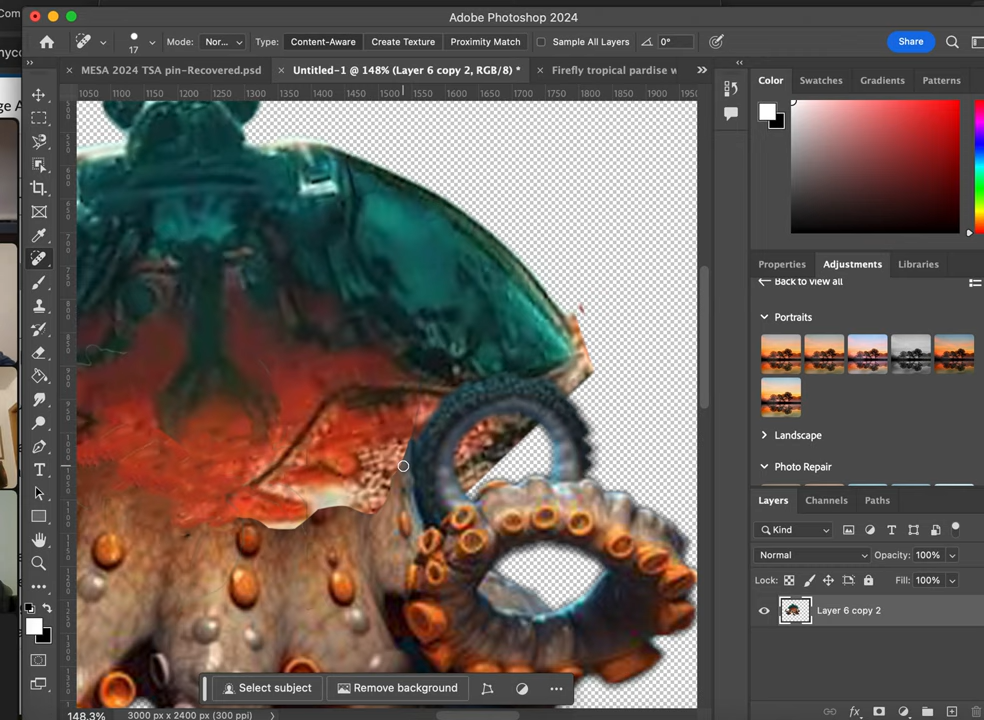 Com
Adobe Photoshop 2024
17
Mode:
Nor...
Type:
Content-Aware
Create Texture
Proximity Match
Sample All Layers
0°
Share
MESA 2024 TSA pin-Recovered.psd
Untitled-1 @ 148% (Layer 6 copy 2, RGB/8) *
Firefly tropical pardise w
ge A
1050 1100 1150 1200 1250 1300 1350 1400 1450 1500 1550 1600 1650 1700 1750 1800 1850 1900 1950
Color
Swatches
Gradients
Patterns
Properties
Adjustments
Libraries
Back to view all
Portraits
Landscape
Photo Repair
Layers
Channels
Paths
Kind
Normal
Opacity: 100%
Lock:
Fill: 100%
Layer 6 copy 2
Select subject
Remove background
148.3%
3000 px x 2400 px (300 ppi)
fx